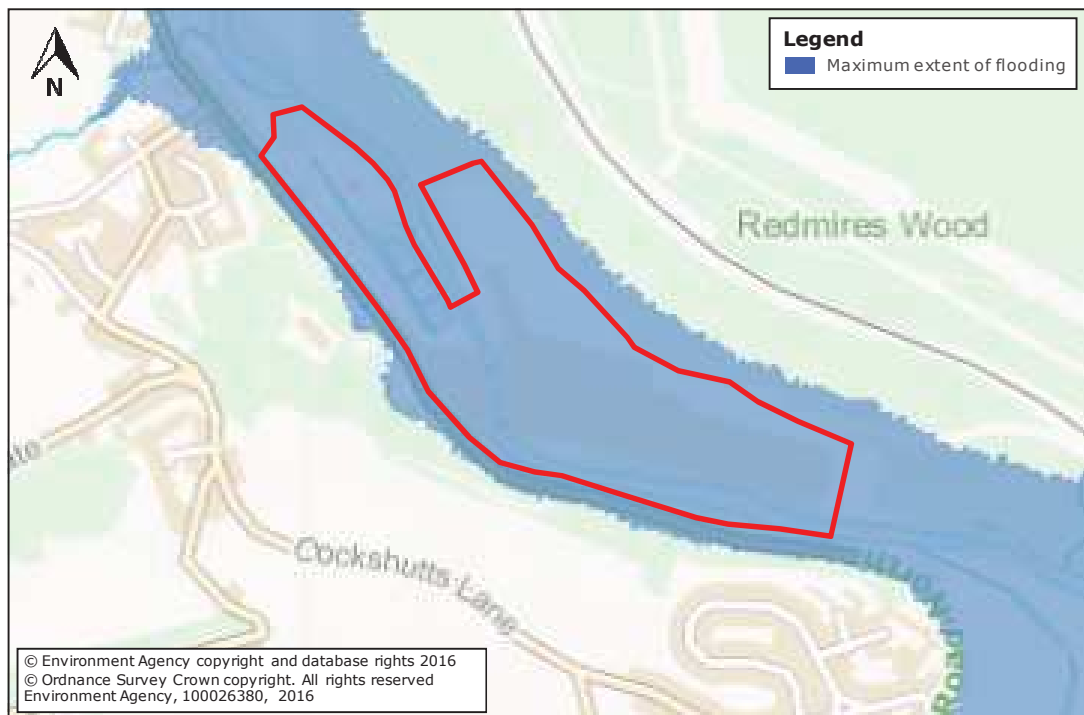 N
Legend
Maximum extent of flooding
Redmires Wood
Cockshutts Lane
Road
© Environment Agency copyright and database rights 2016
© Ordnance Survey Crown copyright. All rights reserved
Environment Agency, 100026380, 2016